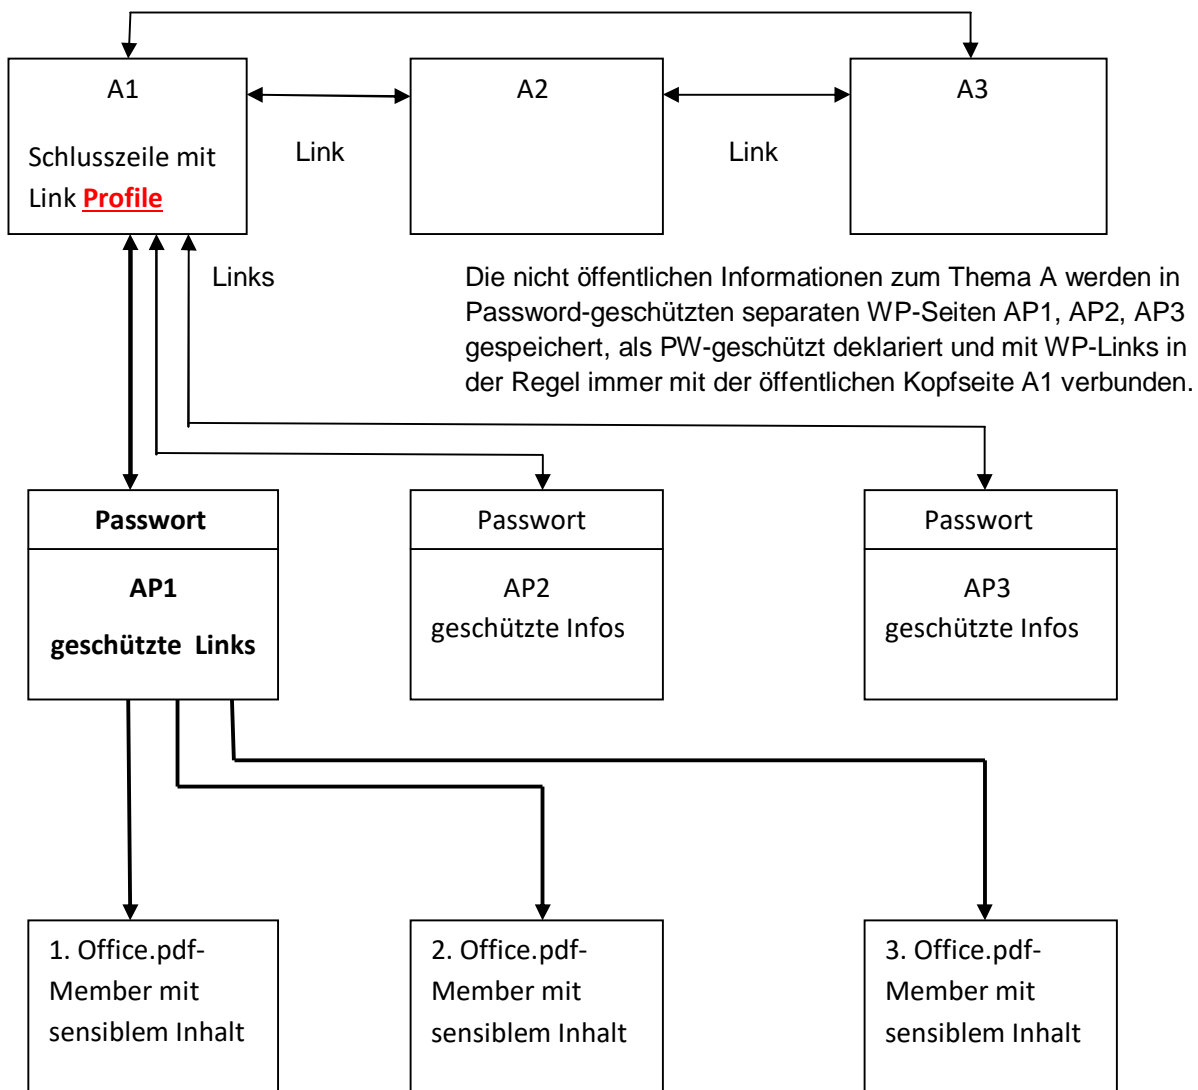 A1
Schlusszeile mit
Link Profile
Link
A2
Link
A3
Links
Die nicht öffentlichen Informationen zum Thema A werden in
Password-geschützten separaten WP-Seiten AP1, AP2, AP3
gespeichert, als PW-geschützt deklariert und mit WP-Links in
der Regel immer mit der öffentlichen Kopfseite A1 verbunden.
Passwort
AP1
geschützte Links
Passwort
AP2
geschützte Infos
Passwort
AP3
geschützte Infos
1. Office.pdf-
Member mit
sensiblem Inhalt
2. Office.pdf-
Member mit
sensiblem Inhalt
3. Office.pdf-
Member mit
sensiblem Inhalt